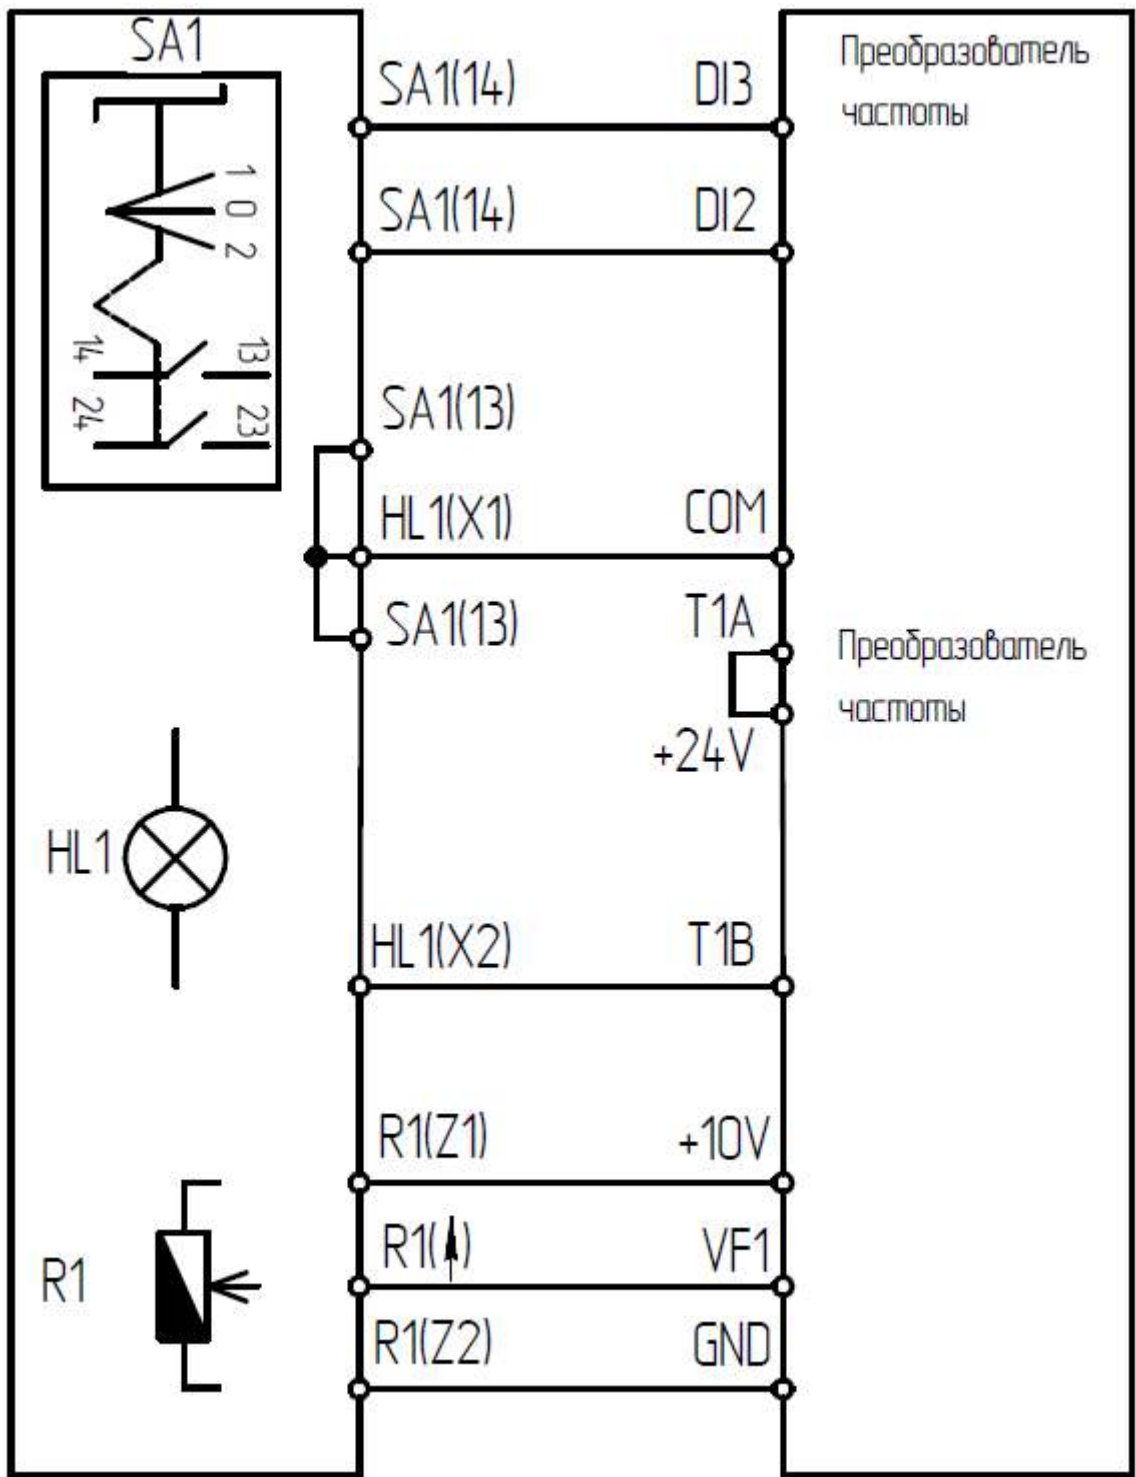 SA1
1
0
2
14
13
24
23
SA1(14)
DI3
SA1(14)
DI2
SA1(13)
HL1(X1)
COM
SA1(13)
T1A
+24V
HL1
HL1(X2)
T1B
R1(Z1)
+10V
R1
R1(↑)
VF1
R1(Z2)
GND
Преобразователь
частоты
Преобразователь
частоты